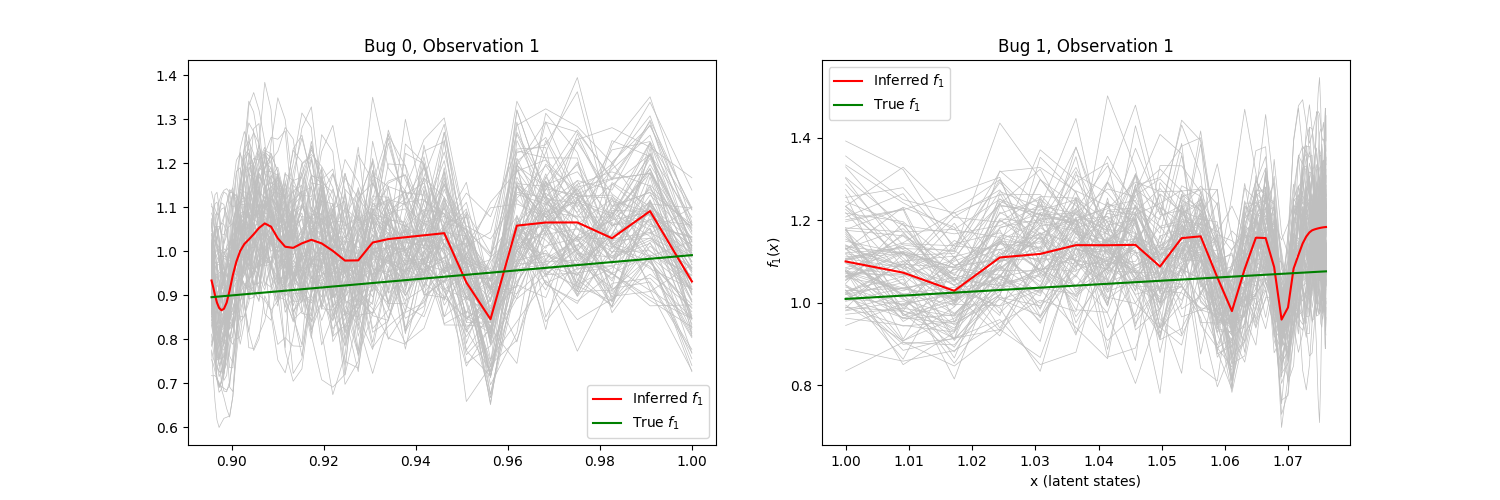 Bug 0, Observation 1
1.4
1.3
1.2
1.1
1.0
0.9
0.8
0.7
0.6
Inferred f₁
True f₁
0.90 0.92 0.94 0.96 0.98 1.00
Bug 1, Observation 1
Inferred f₁
True f₁
f₁(x)
1.4
1.2
1.0
0.8
1.00 1.01 1.02 1.03 1.04 1.05 1.06 1.07
x (latent states)